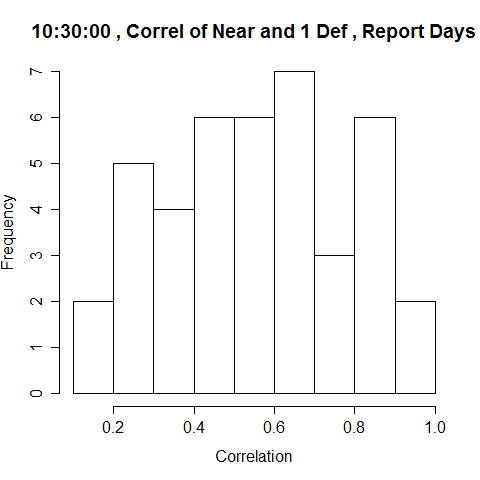 10:30:00 , Correl of Near and 1 Def , Report Days
Frequency
7
6
5
4
3
2
1
0
0.2 0.4 0.6 0.8 1.0
Correlation